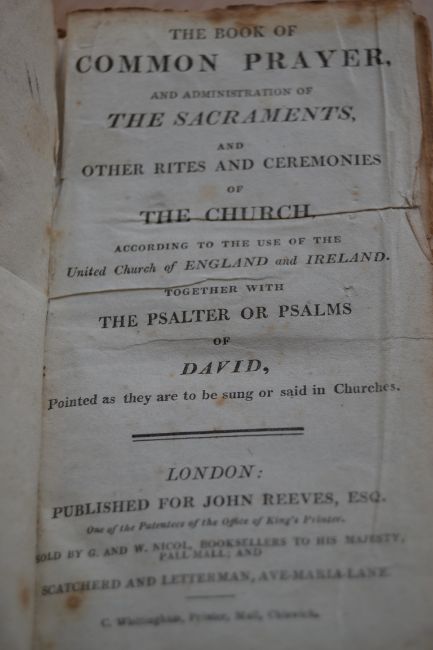 THE BOOK OF
COMMON PRAYER,
AND ADMINISTRATION OF
THE SACRAMENTS,
AND
OTHER RITES AND CEREMONIES
OF
THE CHURCH,
ACCORDING TO THE USE OF THE
United Church of ENGLAND and IRELAND.
TOGETHER WITH
THE PSALTER OR PSALMS
OF
DAVID,
Pointed as they are to be sung or said in Churches.
LONDON:
PUBLISHED FOR JOHN REEVES, ESQ.
One of the Patentees of the Office of King's Printer.
SOLD BY G. AND W. NICOL, BOOKSELLERS TO HIS MAJESTY,
PALL MALL; AND
SCATCHERD AND LETTERMAN, AVE-MARIA-LANE.
C. Whittingham, Printer, Mall, Chiswick.